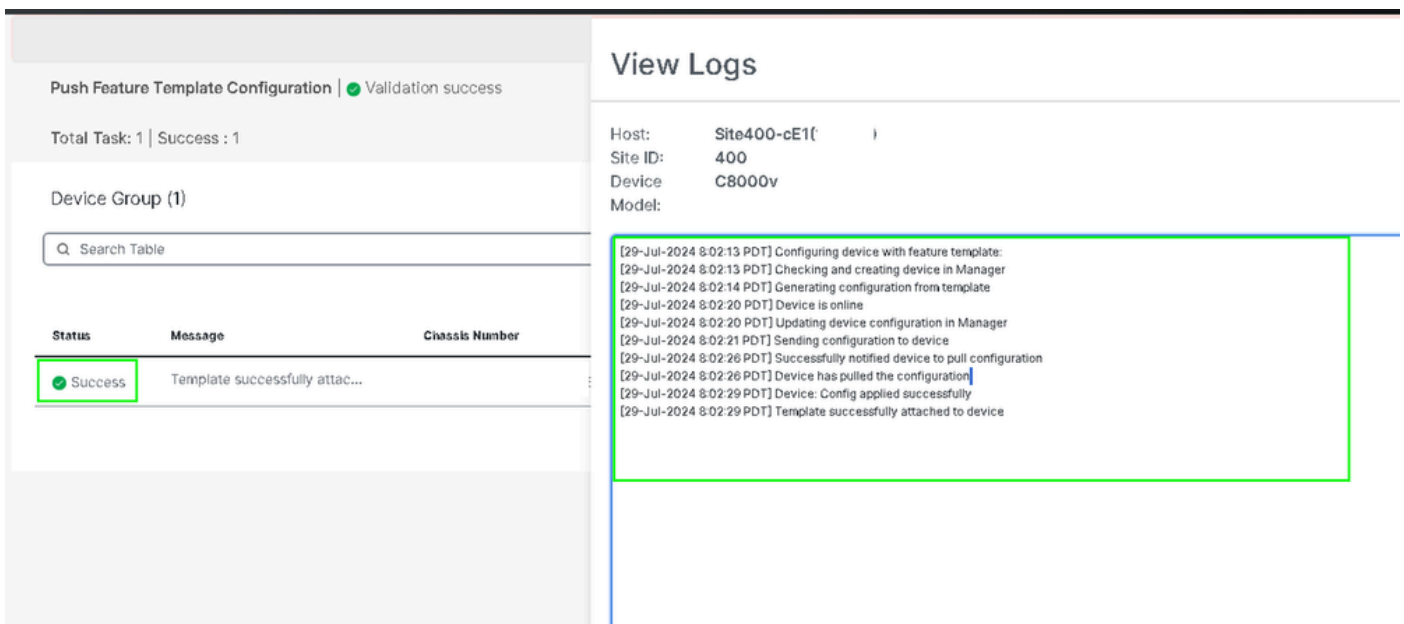 Push Feature Template Configuration | Validation success
Total Task: 1 | Success : 1
Device Group (1)
Search Table
Status Message Chassis Number
Success Template successfully attac...
View Logs
Host: Site400-cE1( )
Site ID: 400
Device Model: C8000v
[29-Jul-2024 8:02:13 PDT] Configuring device with feature template:
[29-Jul-2024 8:02:13 PDT] Checking and creating device in Manager
[29-Jul-2024 8:02:14 PDT] Generating configuration from template
[29-Jul-2024 8:02:20 PDT] Device is online
[29-Jul-2024 8:02:20 PDT] Updating device configuration in Manager
[29-Jul-2024 8:02:21 PDT] Sending configuration to device
[29-Jul-2024 8:02:26 PDT] Successfully notified device to pull configuration
[29-Jul-2024 8:02:26 PDT] Device has pulled the configuration
[29-Jul-2024 8:02:29 PDT] Device: Config applied successfully
[29-Jul-2024 8:02:29 PDT] Template successfully attached to device